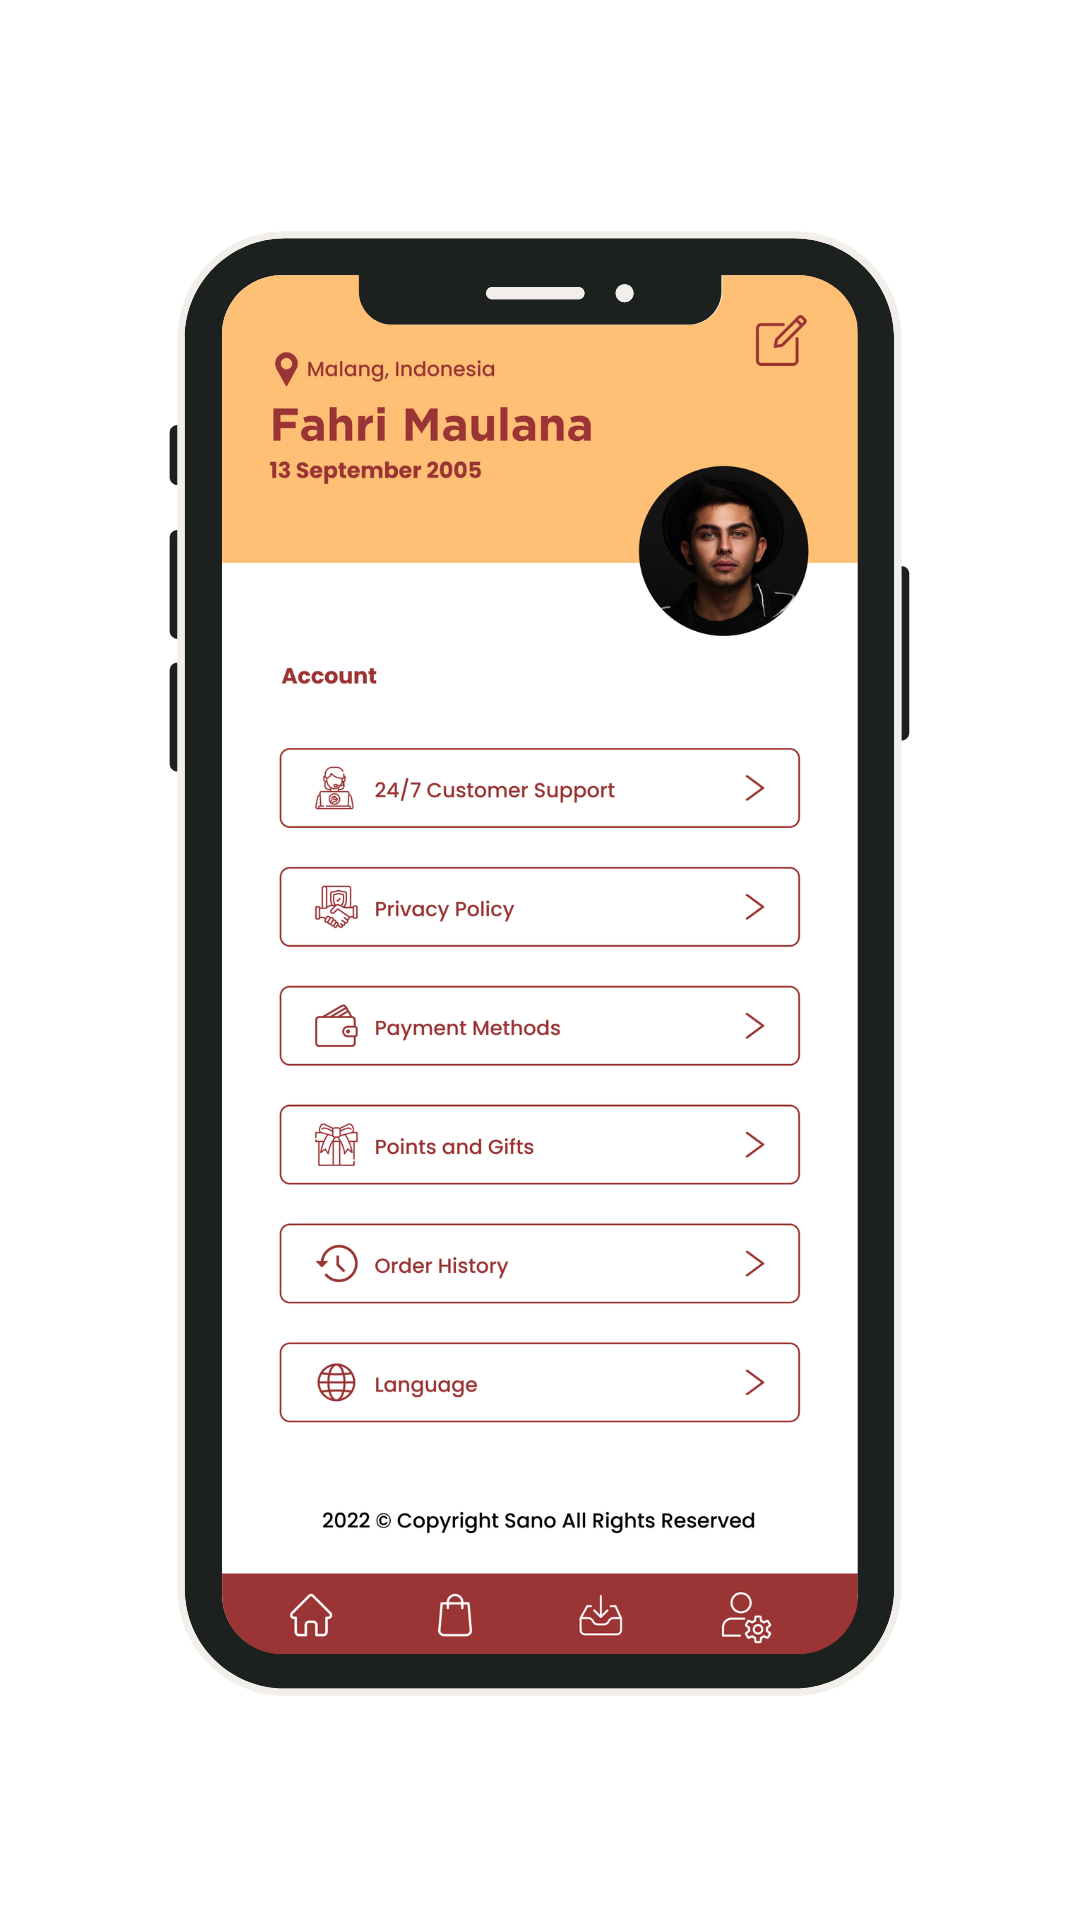 Malang, Indonesia
Fahri Maulana
13 September 2005
Account
24/7 Customer Support
Privacy Policy
Payment Methods
Points and Gifts
Order History
Language
2022 © Copyright Sano All Rights Reserved